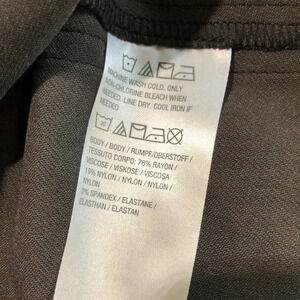 MACHINE WASH COLD. ONLY
NON-CHLORINE BLEACH WHEN
NEEDED. LINE DRY. COOL IRON IF
NEEDED
BODY / BODY / RUMPF/OBERSTOFF /
TESSUTO CORPO: 78% RAYON /
VISCOSE / VISKOSE / VISCOSA
19% NYLON / NYLON / NYLON /
NYLON
3% SPANDEX / ELASTANE /
ELASTHAN / ELASTAN